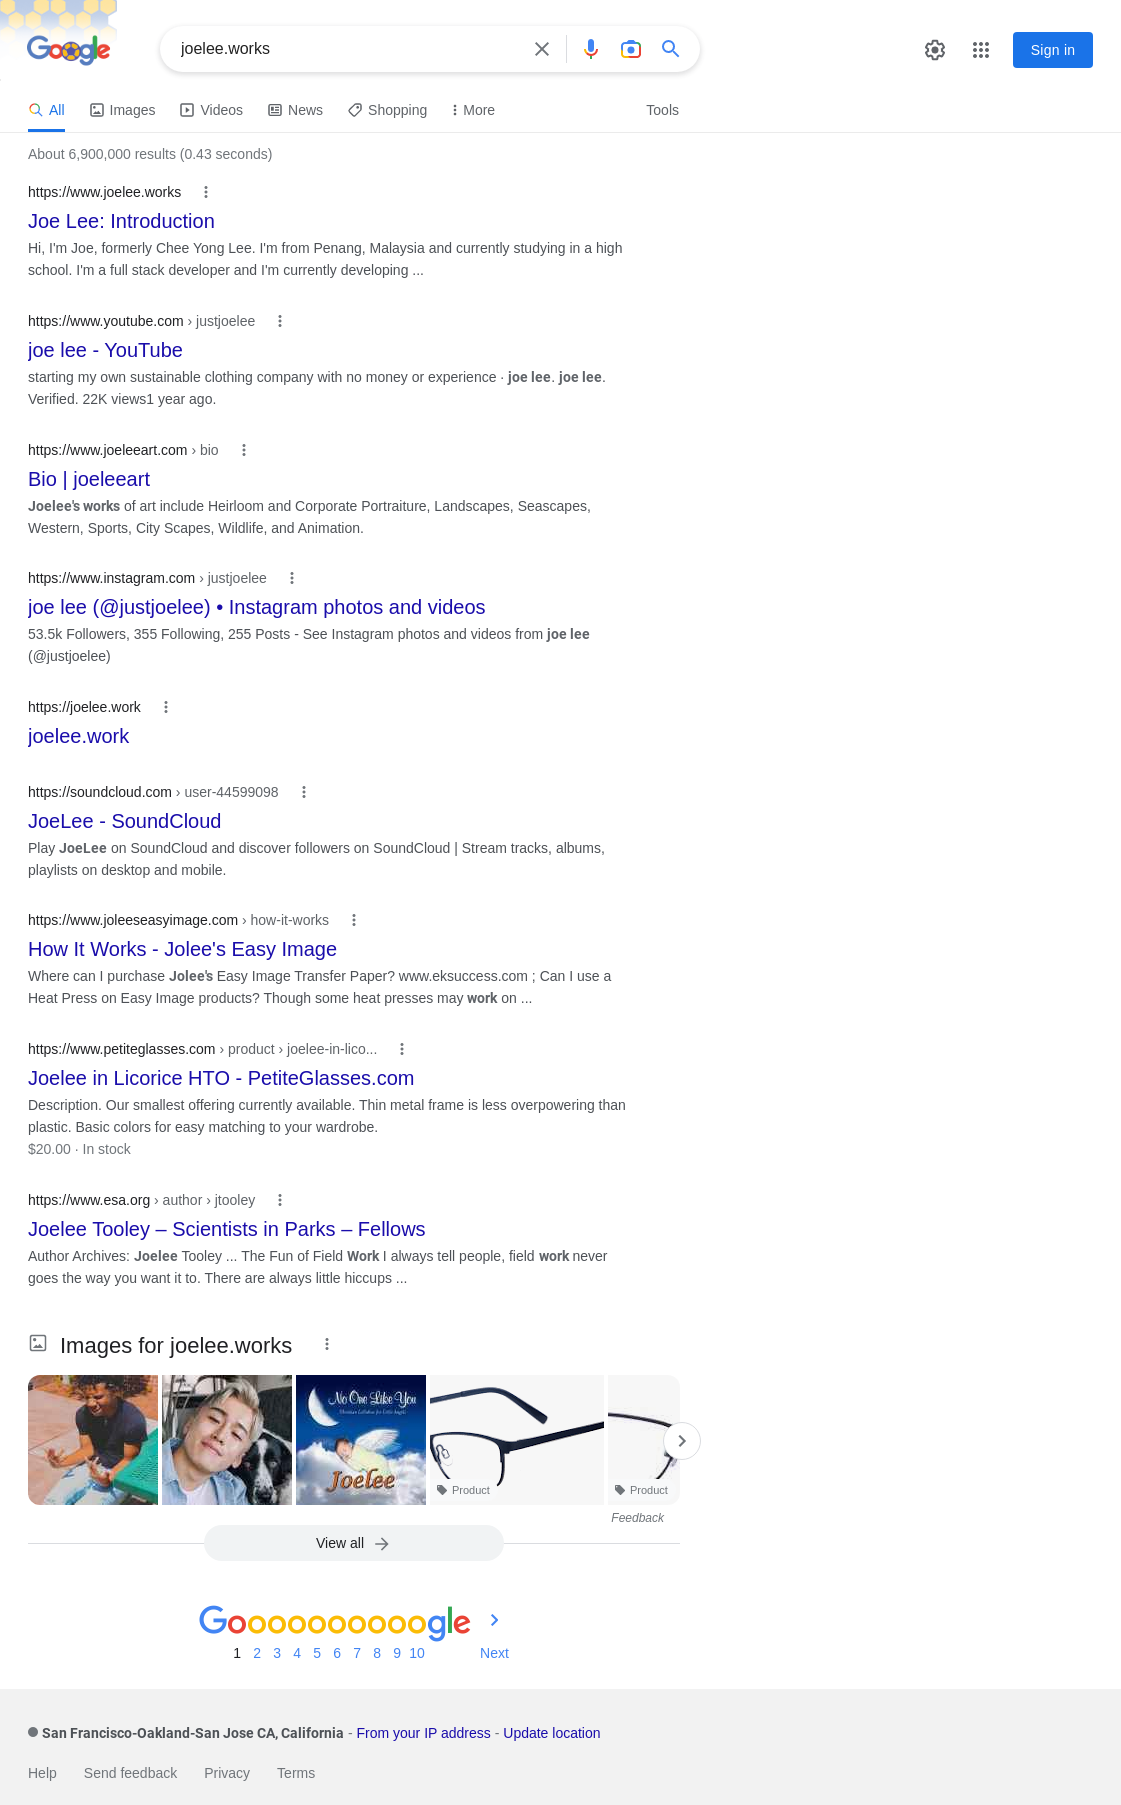 Google
joelee.works
Sign in
All
Images
Videos
News
Shopping
More
Tools
About 6,900,000 results (0.43 seconds)
https://www.joelee.works
Joe Lee: Introduction
Hi, I'm Joe, formerly Chee Yong Lee. I'm from Penang, Malaysia and currently studying in a high
school. I'm a full stack developer and I'm currently developing ...
https://www.youtube.com › justjoelee
joe lee - YouTube
starting my own sustainable clothing company with no money or experience · joe lee. joe lee.
Verified. 22K views1 year ago.
https://www.joeleeart.com › bio
Bio | joeleeart
Joelee's works of art include Heirloom and Corporate Portraiture, Landscapes, Seascapes,
Western, Sports, City Scapes, Wildlife, and Animation.
https://www.instagram.com › justjoelee
joe lee (@justjoelee) • Instagram photos and videos
53.5k Followers, 355 Following, 255 Posts - See Instagram photos and videos from joe lee
(@justjoelee)
https://joelee.work
joelee.work
https://soundcloud.com › user-44599098
JoeLee - SoundCloud
Play JoeLee on SoundCloud and discover followers on SoundCloud | Stream tracks, albums,
playlists on desktop and mobile.
https://www.joleeseasyimage.com › how-it-works
How It Works - Jolee's Easy Image
Where can I purchase Jolee's Easy Image Transfer Paper? www.eksuccess.com ; Can I use a
Heat Press on Easy Image products? Though some heat presses may work on ...
https://www.petiteglasses.com › product › joelee-in-lico...
Joelee in Licorice HTO - PetiteGlasses.com
Description. Our smallest offering currently available. Thin metal frame is less overpowering than
plastic. Basic colors for easy matching to your wardrobe.
$20.00 · In stock
https://www.esa.org › author › jtooley
Joelee Tooley – Scientists in Parks – Fellows
Author Archives: Joelee Tooley ... The Fun of Field Work I always tell people, field work never
goes the way you want it to. There are always little hiccups ...
Images for joelee.works
No One Like You
Christian Lullabies for Little Angels
Joelee
Product
Product
Feedback
View all
Goooooooooogle
1 2 3 4 5 6 7 8 9 10 Next
San Francisco-Oakland-San Jose CA, California - From your IP address - Update location
Help
Send feedback
Privacy
Terms